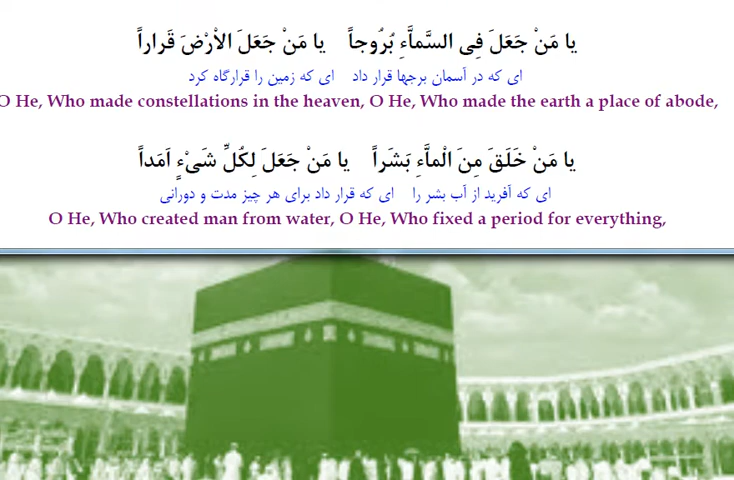 يا مَنْ جَعَلَ فِى السَّمآَّءِ بُرُوجاً يا مَنْ جَعَلَ الاْرْضَ قَراراً
ای که در آسمان برجها قرار داد ای که زمین را قرارگاه کرد
O He, Who made constellations in the heaven, O He, Who made the earth a place of abode,
يا مَنْ خَلَقَ مِنَ الْمآَّءِ بَشَراً يا مَنْ جَعَلَ لِكُلِّ شَىْءٍ اَمَداً
ای که آفرید از آب بشر را ای که قرار داد برای هر چیز مدت و دورانی
O He, Who created man from water, O He, Who fixed a period for everything,